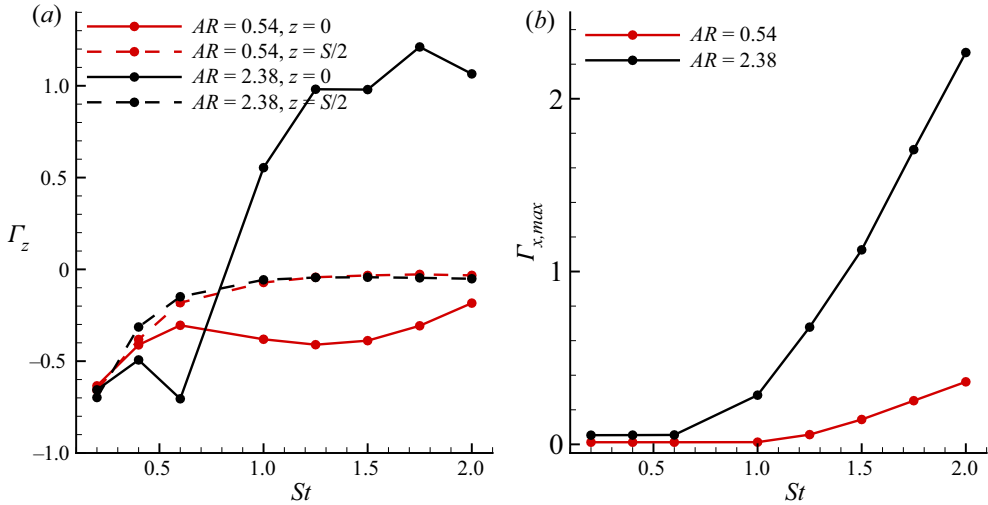 (a)
AR = 0.54, z = 0
AR = 0.54, z = S/2
AR = 2.38, z = 0
AR = 2.38, z = S/2
1.0
0.5
0
–0.5
–1.0
Γz
0.5
1.0
1.5
2.0
St
(b)
AR = 0.54
AR = 2.38
2
1
0
Γx,max
0.5
1.0
1.5
2.0
St